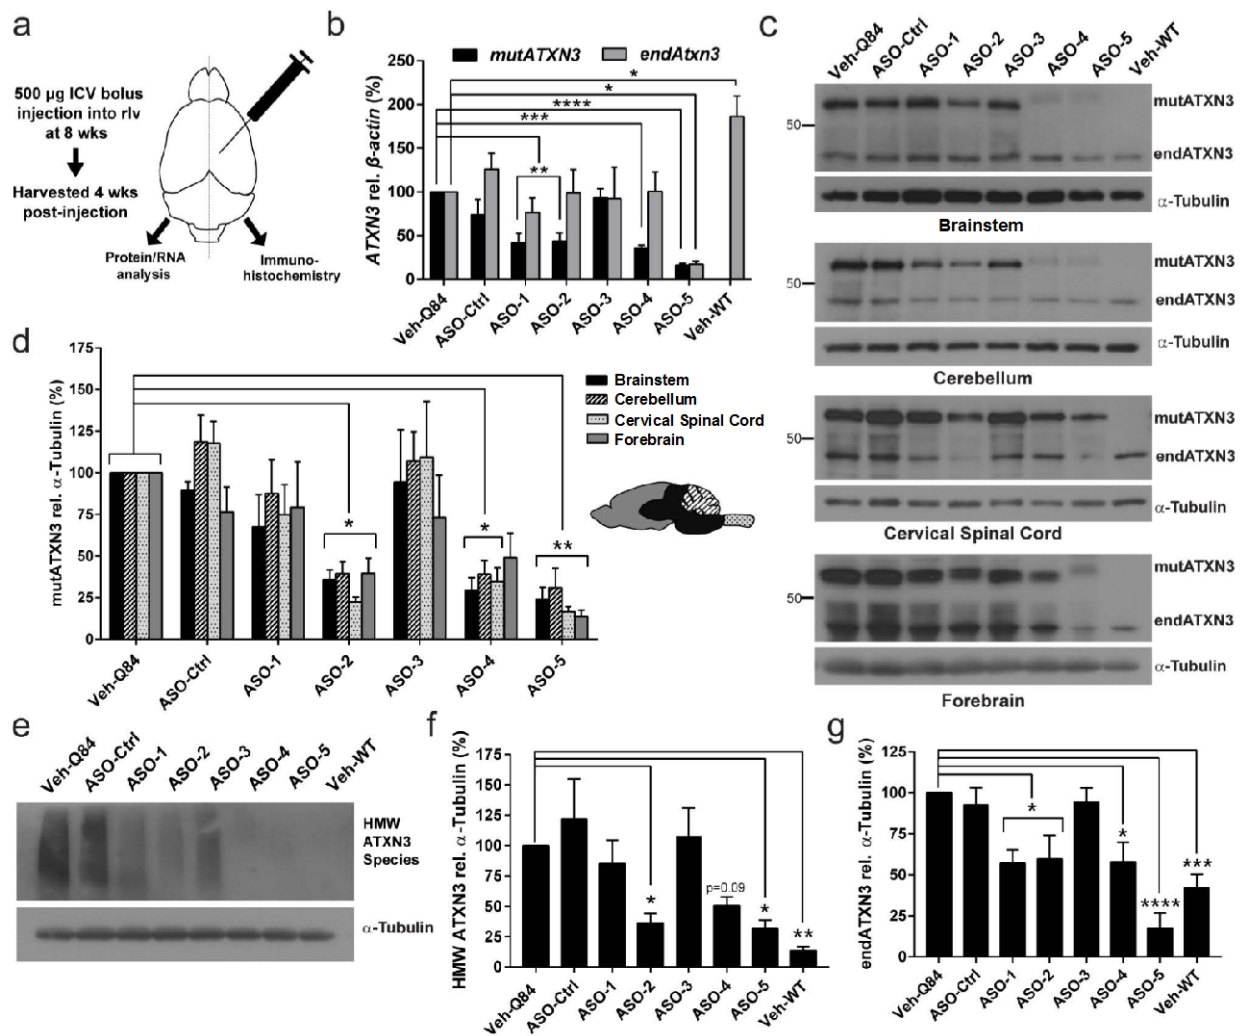 a
500 µg ICV bolus
injection into rlv
at 8 wks
Harvested 4 wks
post-injection
Protein/RNA
analysis
Immuno-
histochemistry
b
mutATXN3
endAtxn3
ATXN3 rel. β-actin (%)
250
200
150
100
50
0
*
*
****
***
**
Veh-Q84
ASO-Ctrl
ASO-1
ASO-2
ASO-3
ASO-4
ASO-5
Veh-WT
c
Veh-Q84
ASO-Ctrl
ASO-1
ASO-2
ASO-3
ASO-4
ASO-5
Veh-WT
50
mutATXN3
endATXN3
α-Tubulin
Brainstem
50
mutATXN3
endATXN3
α-Tubulin
Cerebellum
50
mutATXN3
endATXN3
α-Tubulin
Cervical Spinal Cord
50
mutATXN3
endATXN3
α-Tubulin
Forebrain
d
mutATXN3 rel. α-Tubulin (%)
175
150
125
100
75
50
25
0
*
*
**
Brainstem
Cerebellum
Cervical Spinal Cord
Forebrain
Veh-Q84
ASO-Ctrl
ASO-1
ASO-2
ASO-3
ASO-4
ASO-5
e
Veh-Q84
ASO-Ctrl
ASO-1
ASO-2
ASO-3
ASO-4
ASO-5
Veh-WT
HMW
ATXN3
Species
α-Tubulin
f
HMW ATXN3 rel. α-Tubulin (%)
175
150
125
100
75
50
25
0
*
p=0.09
*
**
Veh-Q84
ASO-Ctrl
ASO-1
ASO-2
ASO-3
ASO-4
ASO-5
Veh-WT
g
endATXN3 rel. α-Tubulin (%)
125
100
75
50
25
0
*
*
****
***
Veh-Q84
ASO-Ctrl
ASO-1
ASO-2
ASO-3
ASO-4
ASO-5
Veh-WT